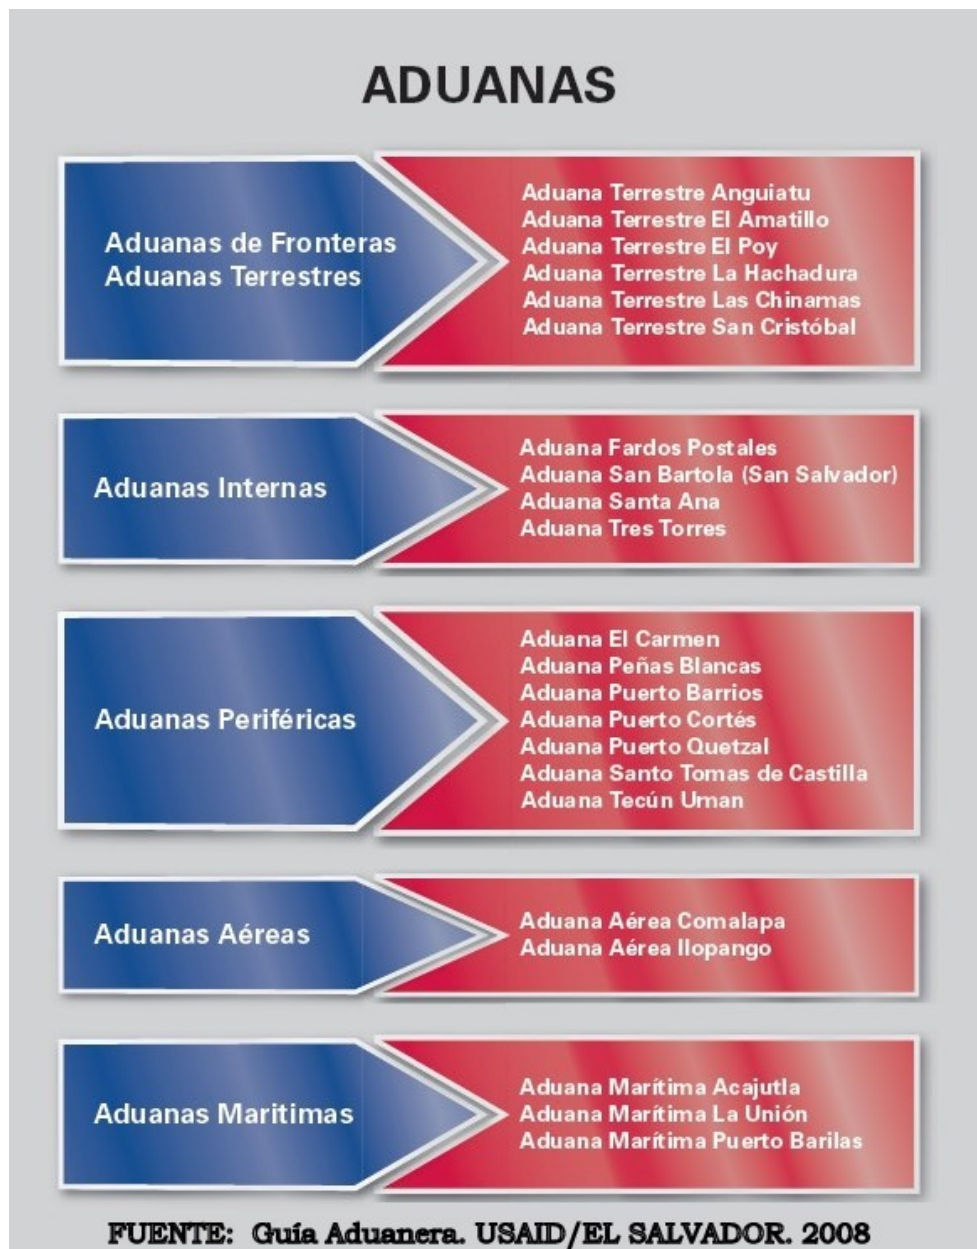 ADUANAS
Aduanas de Fronteras
Aduanas Terrestres
Aduana Terrestre Anguiatu
Aduana Terrestre El Amatillo
Aduana Terrestre El Poy
Aduana Terrestre La Hachadura
Aduana Terrestre Las Chinamas
Aduana Terrestre San Cristóbal
Aduanas Internas
Aduana Fardos Postales
Aduana San Bartola (San Salvador)
Aduana Santa Ana
Aduana Tres Torres
Aduanas Periféricas
Aduana El Carmen
Aduana Peñas Blancas
Aduana Puerto Barrios
Aduana Puerto Cortés
Aduana Puerto Quetzal
Aduana Santo Tomas de Castilla
Aduana Tecún Uman
Aduanas Aéreas
Aduana Aérea Comalapa
Aduana Aérea Ilopango
Aduanas Maritimas
Aduana Marítima Acajutla
Aduana Marítima La Unión
Aduana Marítima Puerto Barilas
FUENTE: Guía Aduanera. USAID/EL SALVADOR. 2008